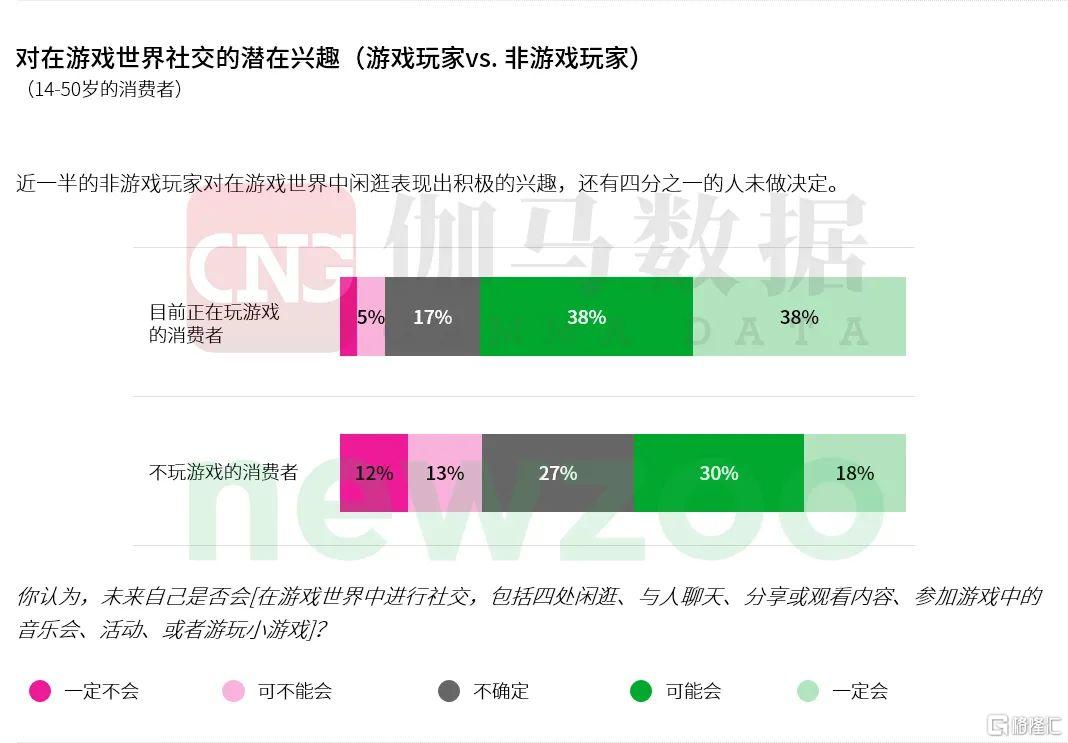 对在游戏世界社交的潜在兴趣（游戏玩家vs. 非游戏玩家）
（14-50岁的消费者）
近一半的非游戏玩家对在游戏世界中闲逛表现出积极的兴趣，还有四分之一的人未做决定。
CNG 伽马数据
GAMMA DATA
目前正在玩游戏
的消费者
5% 17% 38% 38%
不玩游戏的消费者
12% 13% 27% 30% 18%
newzoo
你认为，未来自己是否会[在游戏世界中进行社交，包括四处闲逛、与人聊天、分享或观看内容、参加游戏中的
音乐会、活动、或者游玩小游戏]？
一定不会 可不能会 不确定 可能会 一定会
格隆汇